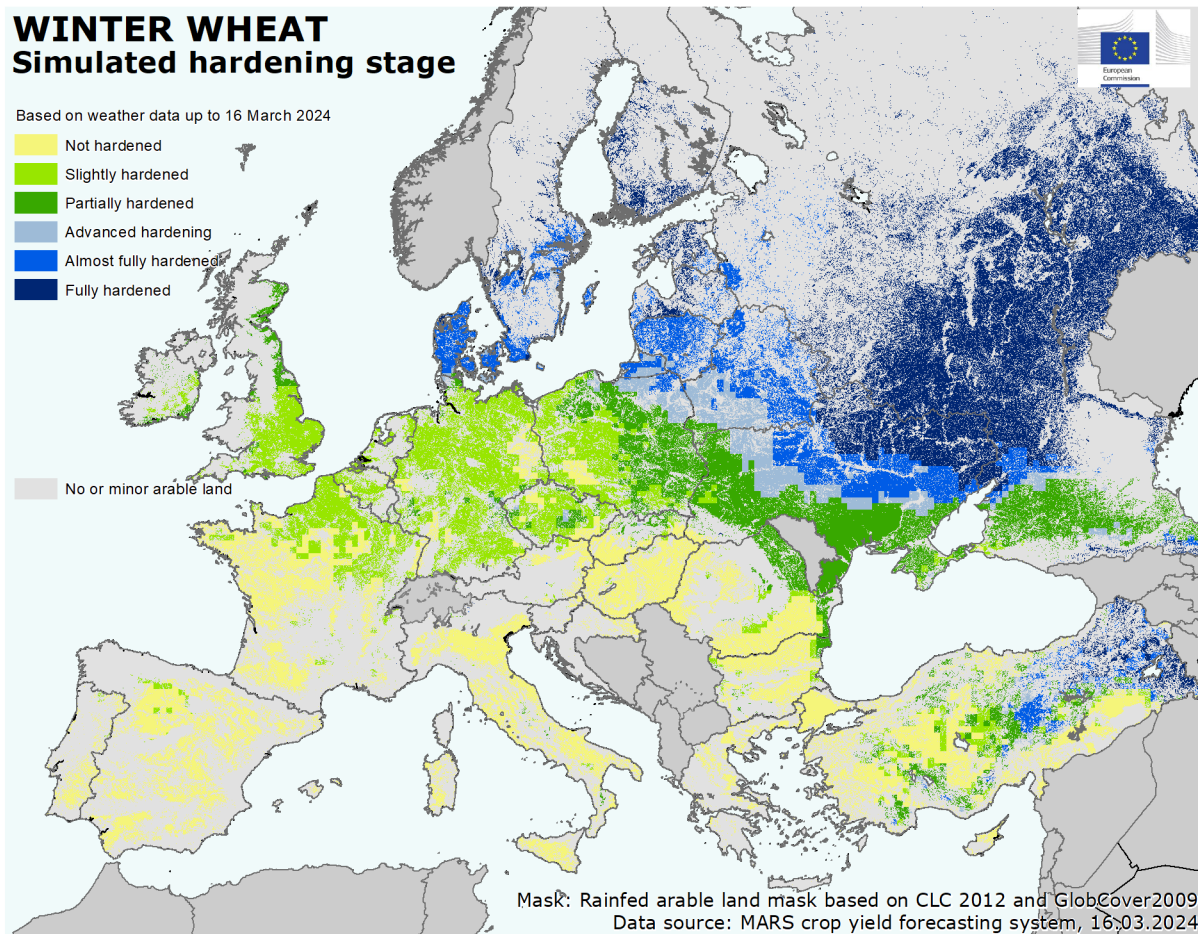 WINTER WHEAT
Simulated hardening stage
European
Commission
Based on weather data up to 16 March 2024
Not hardened
Slightly hardened
Partially hardened
Advanced hardening
Almost fully hardened
Fully hardened
No or minor arable land
Mask: Rainfed arable land mask based on CLC 2012 and GlobCover2009
Data source: MARS crop yield forecasting system, 16.03.2024